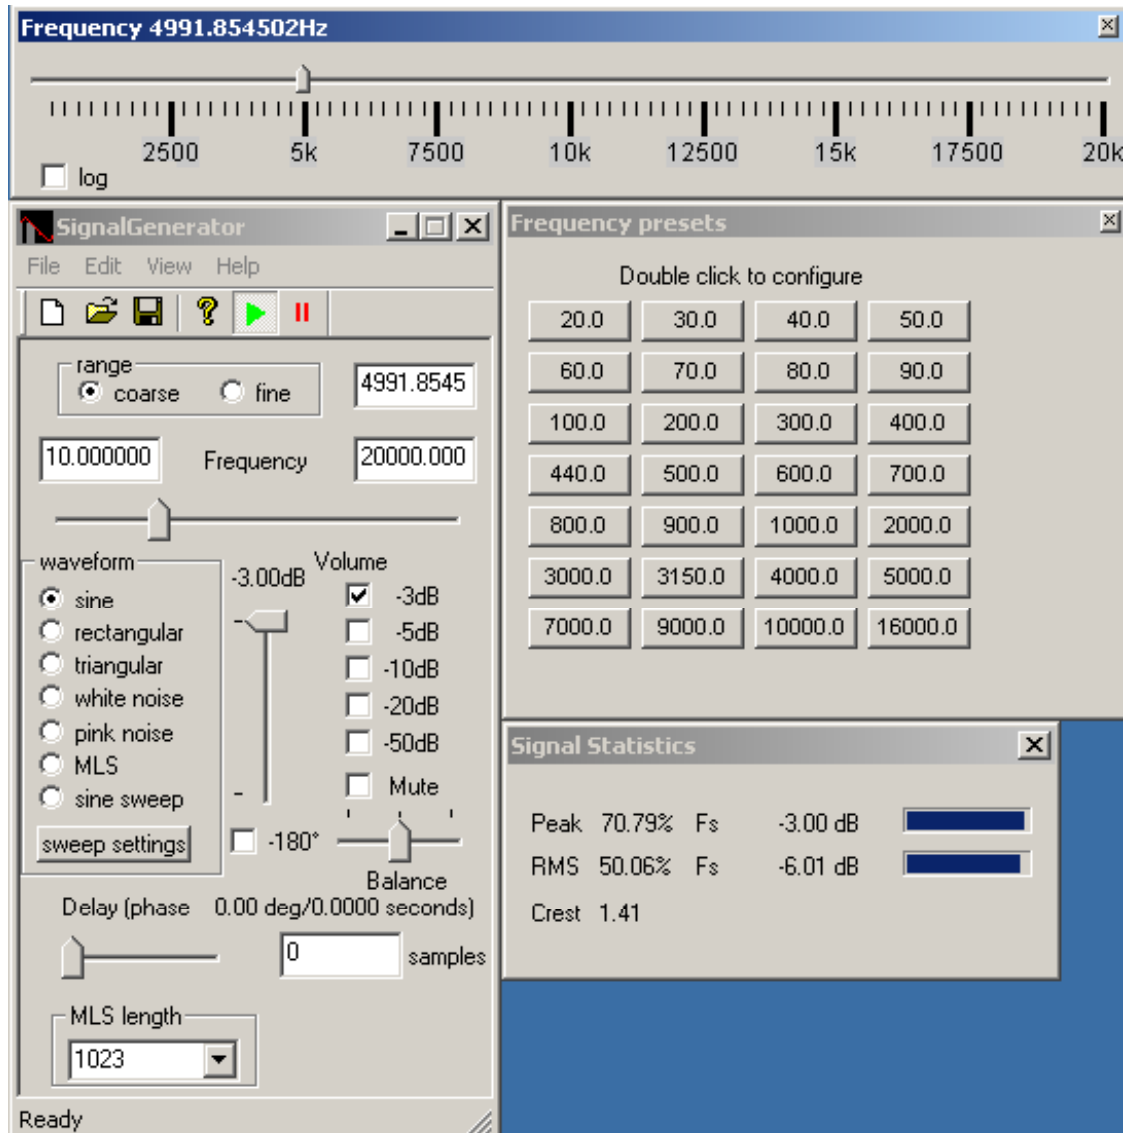 Frequency 4991.854502Hz
2500 5k 7500 10k 12500 15k 17500 20k
log
SignalGenerator
File Edit View Help
range
coarse fine 4991.8545
10.000000 Frequency 20000.000
waveform
sine
rectangular
triangular
white noise
pink noise
MLS
sine sweep
sweep settings
-3.00dB
Volume
-3dB
-5dB
-10dB
-20dB
-50dB
Mute
-180°
Balance
Delay (phase 0.00 deg/0.0000 seconds)
0 samples
MLS length
1023
Ready
Frequency presets
Double click to configure
20.0 30.0 40.0 50.0
60.0 70.0 80.0 90.0
100.0 200.0 300.0 400.0
440.0 500.0 600.0 700.0
800.0 900.0 1000.0 2000.0
3000.0 3150.0 4000.0 5000.0
7000.0 9000.0 10000.0 16000.0
Signal Statistics
Peak 70.79% Fs -3.00 dB
RMS 50.06% Fs -6.01 dB
Crest 1.41